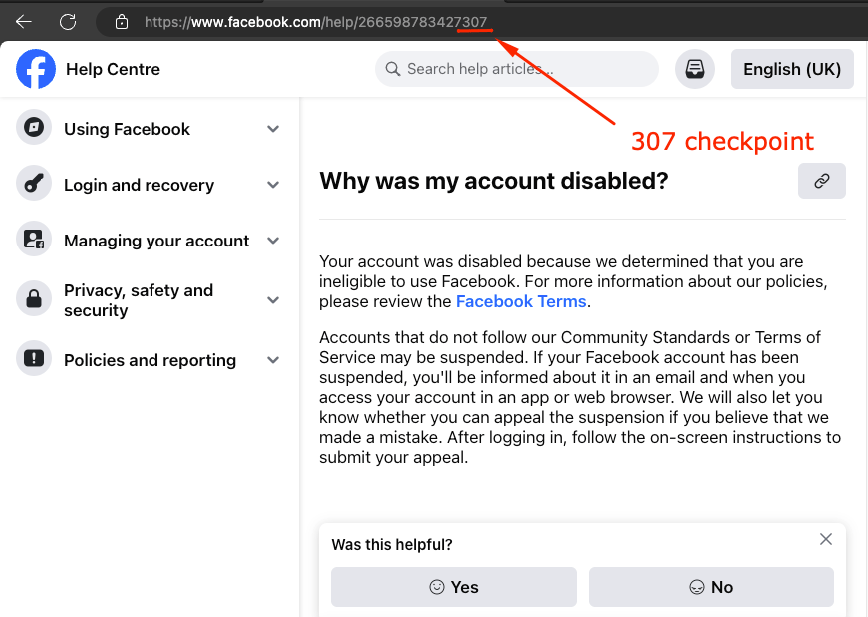 https://www.facebook.com/help/266598783427307
Help Centre
Search help articles...
English (UK)
307 checkpoint
Using Facebook
Login and recovery
Managing your account
Privacy, safety and
security
Policies and reporting
Why was my account disabled?
Your account was disabled because we determined that you are
ineligible to use Facebook. For more information about our policies,
please review the Facebook Terms.
Accounts that do not follow our Community Standards or Terms of
Service may be suspended. If your Facebook account has been
suspended, you'll be informed about it in an email and when you
access your account in an app or web browser. We will also let you
know whether you can appeal the suspension if you believe that we
made a mistake. After logging in, follow the on-screen instructions to
submit your appeal.
Was this helpful?
Yes
No